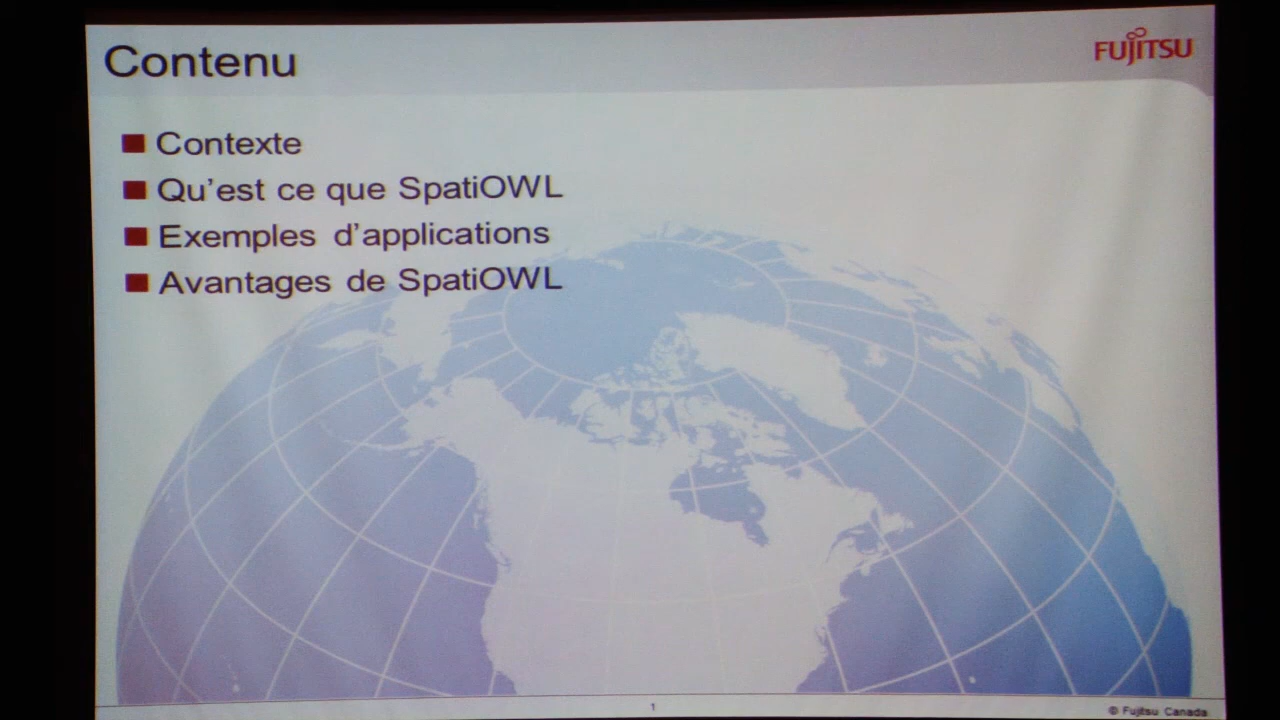 Contenu
FUJITSU
Contexte
Qu'est ce que SpatiOWL
Exemples d'applications
Avantages de SpatiOWL
1
© Fujitsu Canada